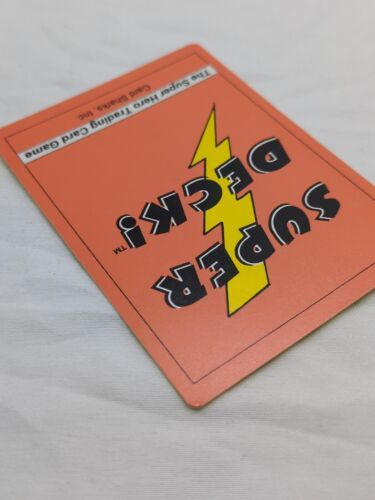 SUPER
DECK!™
The Super Hero Trading Card Game
Card Sharks, Inc.